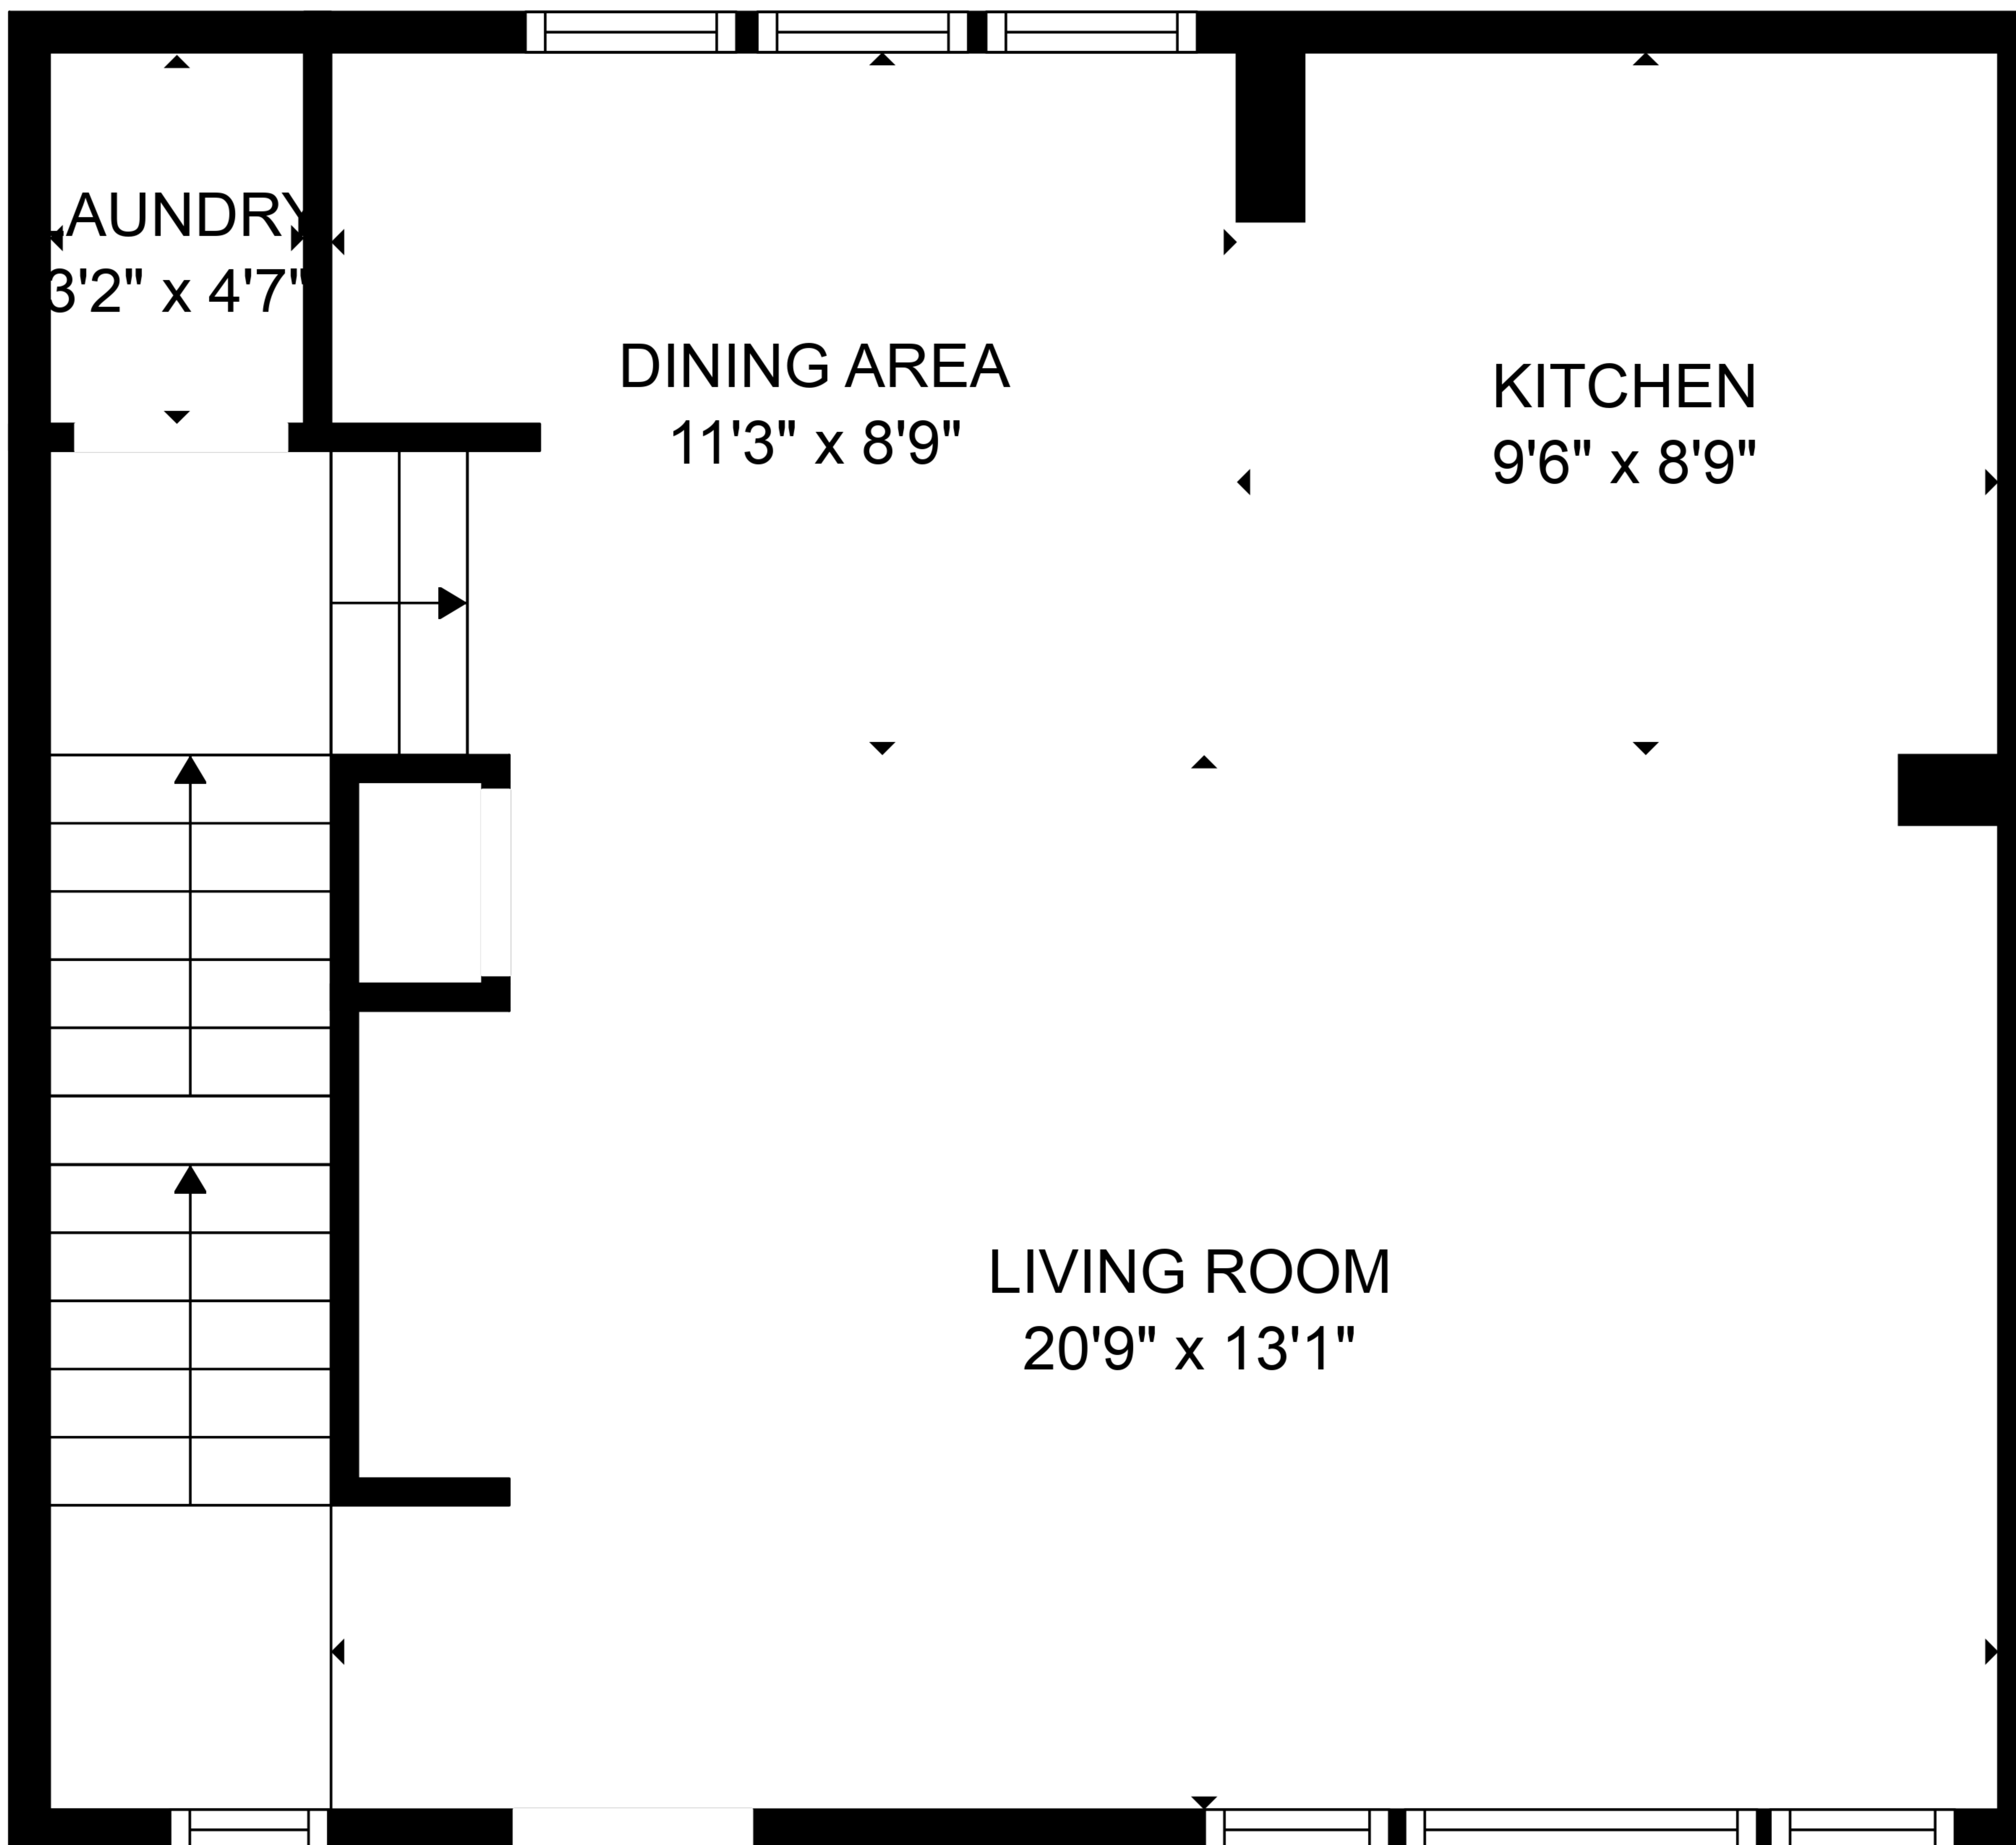 LAUNDRY
3'2" x 4'7"
DINING AREA
11'3" x 8'9"
KITCHEN
9'6" x 8'9"
LIVING ROOM
20'9" x 13'1"